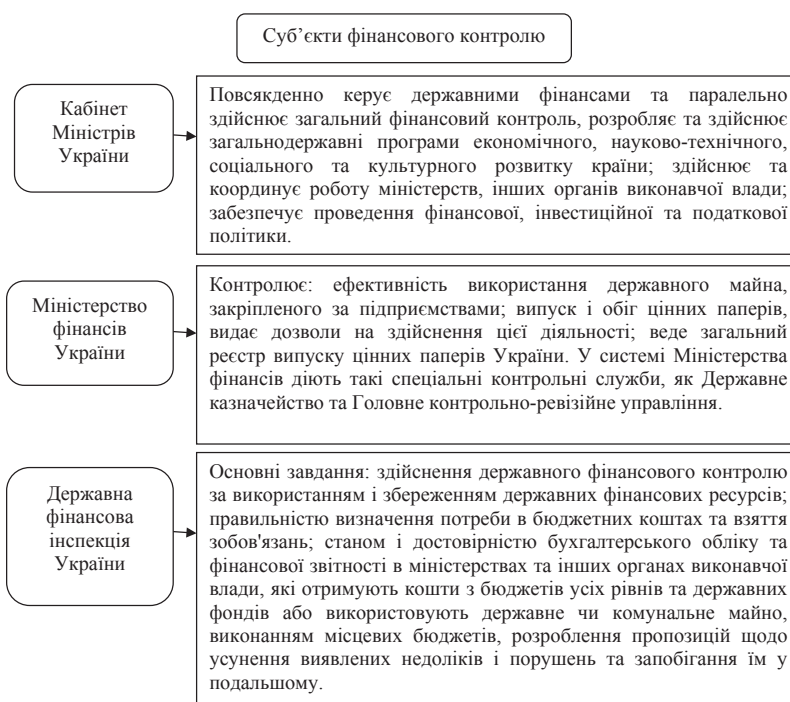 Суб’єкти фінансового контролю
Кабінет
Міністрів
України
Повсякденно керує державними фінансами та паралельно
здійснює загальний фінансовий контроль, розробляє та здійснює
загальнодержавні програми економічного, науково-технічного,
соціального та культурного розвитку країни; здійснює та
координує роботу міністерств, інших органів виконавчої влади;
забезпечує проведення фінансової, інвестиційної та податкової
політики.
Міністерство
фінансів
України
Контролює: ефективність використання державного майна,
закріпленого за підприємствами; випуск і обіг цінних паперів,
видає дозволи на здійснення цієї діяльності; веде загальний
реєстр випуску цінних паперів України. У системі Міністерства
фінансів діють такі спеціальні контрольні служби, як Державне
казначейство та Головне контрольно-ревізійне управління.
Державна
фінансова
інспекція
України
Основні завдання: здійснення державного фінансового контролю
за використанням і збереженням державних фінансових ресурсів;
правильністю визначення потреби в бюджетних коштах та взяття
зобов'язань; станом і достовірністю бухгалтерського обліку та
фінансової звітності в міністерствах та інших органах виконавчої
влади, які отримують кошти з бюджетів усіх рівнів та державних
фондів або використовують державне чи комунальне майно,
виконанням місцевих бюджетів, розроблення пропозицій щодо
усунення виявлених недоліків і порушень та запобігання їм у
подальшому.